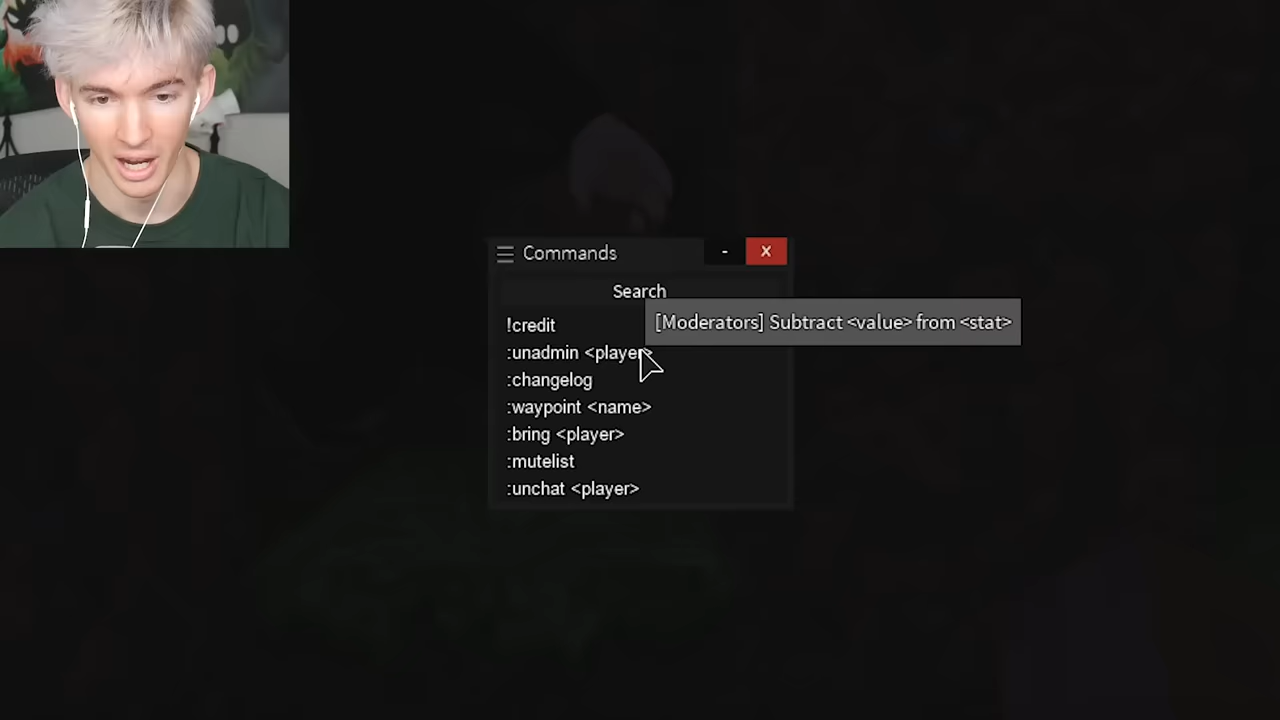 Commands
-
X
Search
[Moderators] Subtract <value> from <stat>
!credit
:unadmin <player>
:changelog
:waypoint <name>
:bring <player>
:mutelist
:unchat <player>